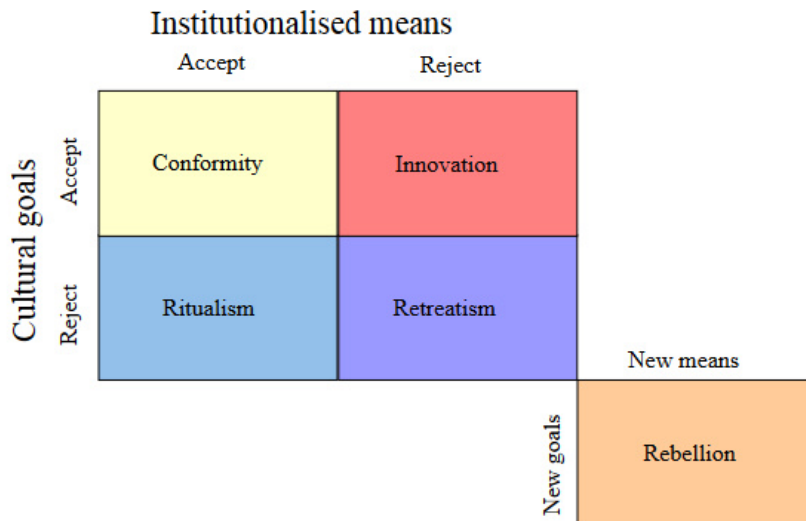 Institutionalised means
Accept
Reject
Cultural goals
Accept
Conformity
Innovation
Reject
Ritualism
Retreatism
New means
New goals
Rebellion